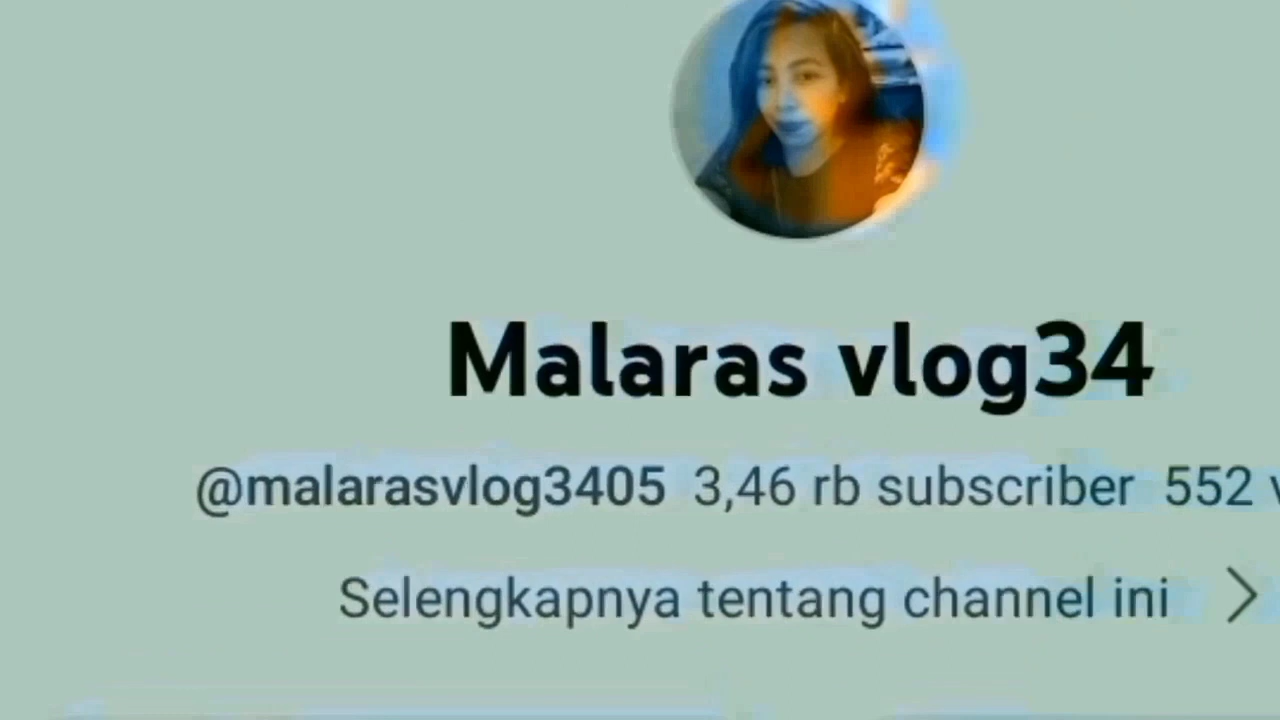 Malaras vlog34
@malarasvlog3405 3,46 rb subscriber 552
Selengkapnya tentang channel ini